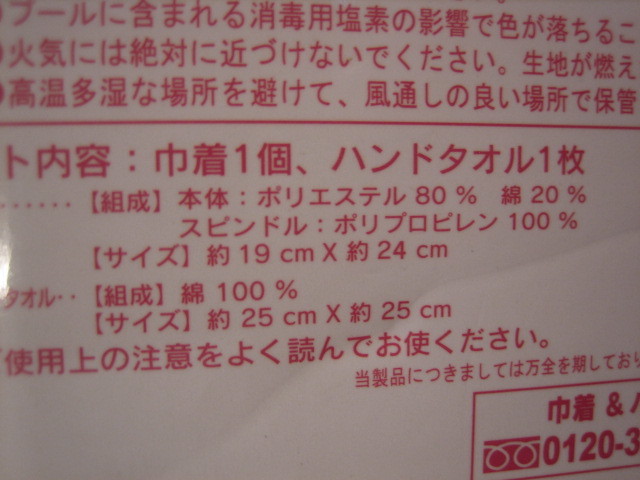 ●プールに含まれる消毒用塩素の影響で色が落ちるこ
●火気には絶対に近づけないでください。生地が燃え
●高温多湿な場所を避けて、風通しの良い場所で保管
ト内容：巾着1個、ハンドタオル1枚
‥‥‥【組成】本体：ポリエステル 80 %　綿 20 %
スピンドル：ポリプロピレン 100 %
【サイズ】約 19 cm X 約 24 cm
タオル‥【組成】綿 100 %
【サイズ】約 25 cm X 約 25 cm
使用上の注意をよく読んでお使ください。
当製品につきましては万全を期しており
巾着 & ハ
0120-3